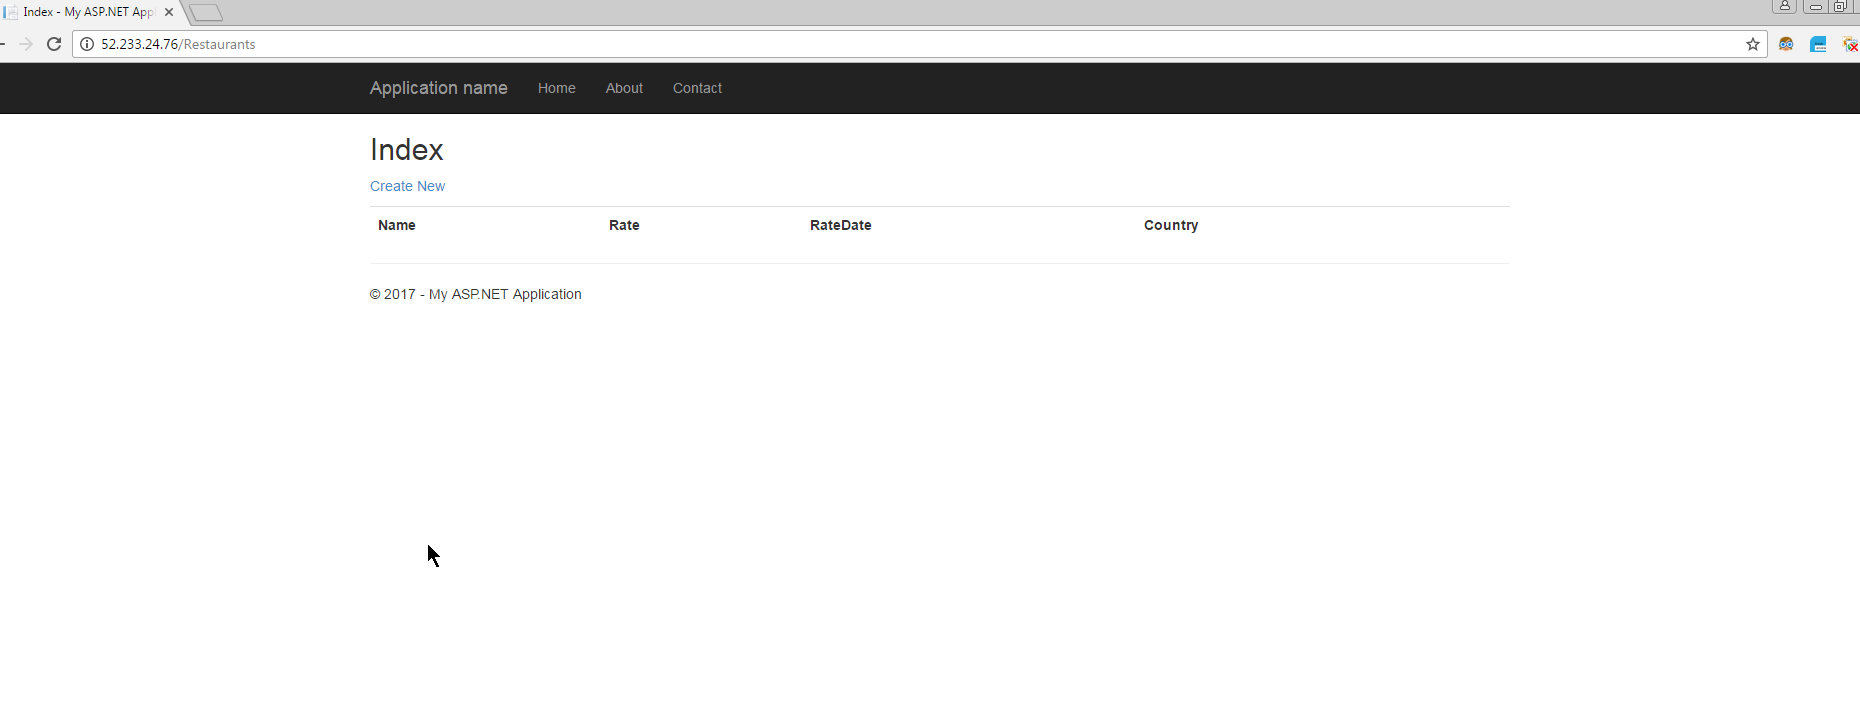 Index - My ASP.NET App
52.233.24.76/Restaurants
Application name Home About Contact
Index
Create New
Name Rate RateDate Country
© 2017 - My ASP.NET Application